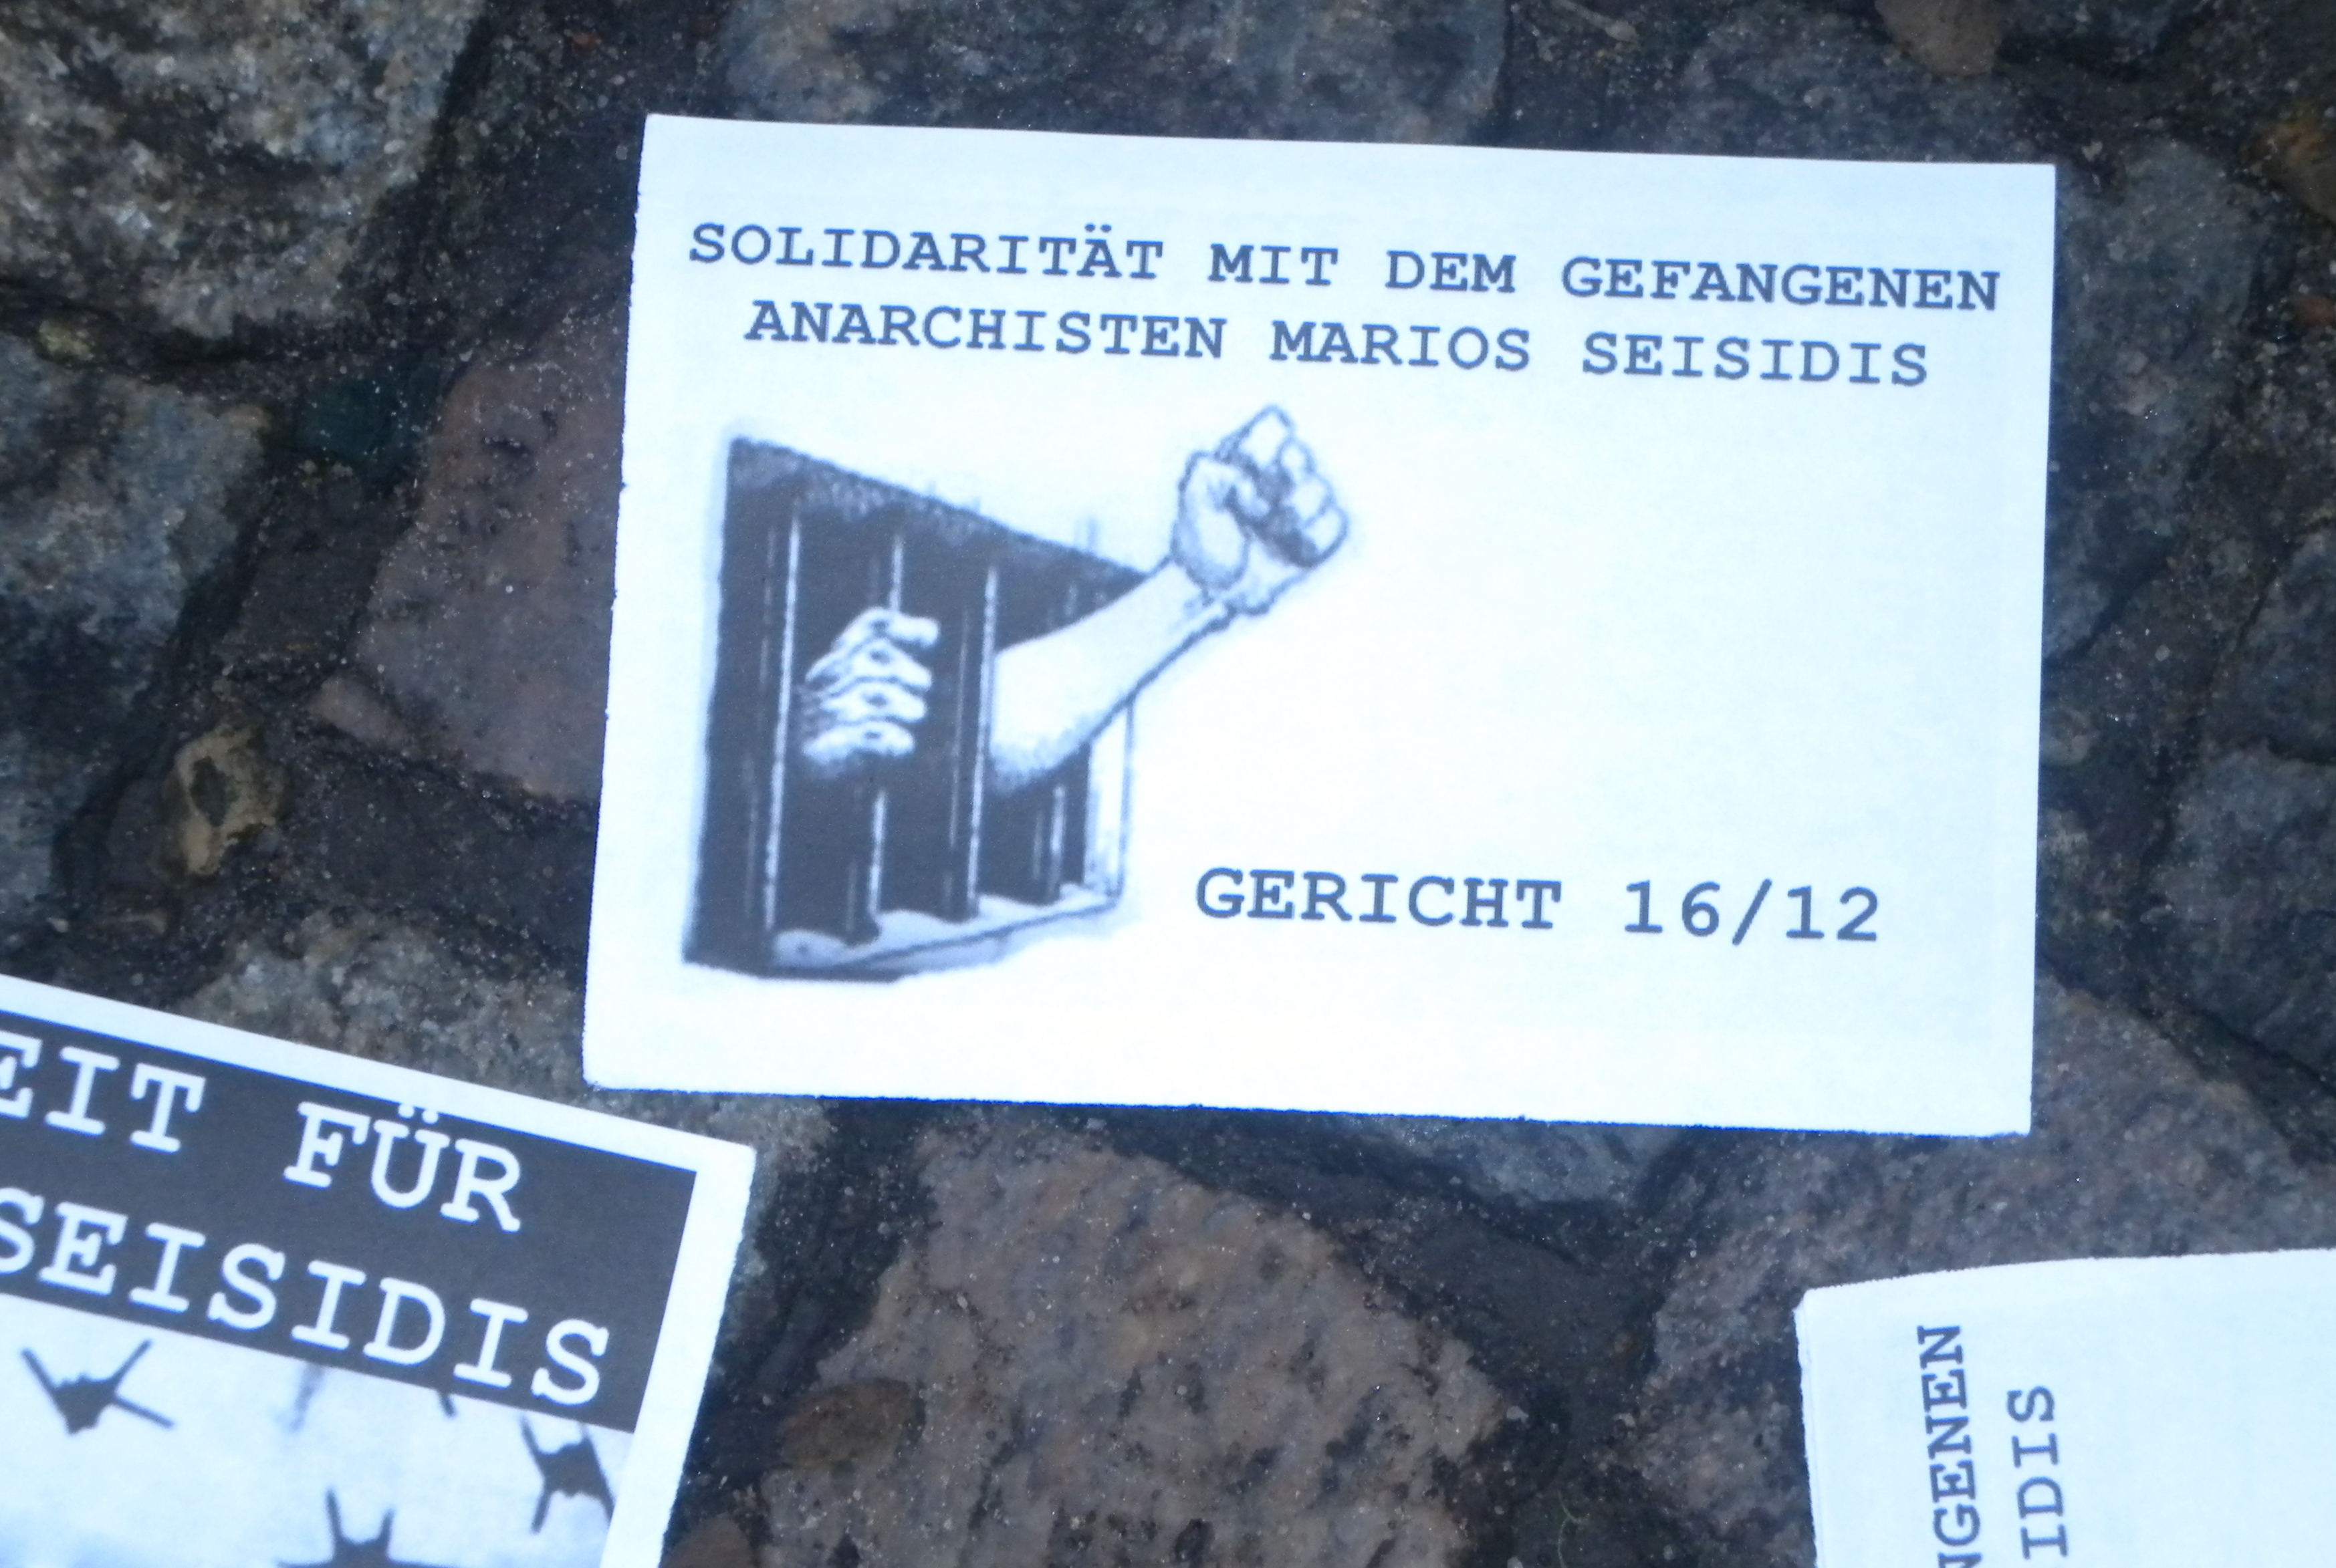 SOLIDARITÄT MIT DEM GEFANGENEN
ANARCHISTEN MARIOS SEISIDIS
GERICHT 16/12
EIT FÜR
SEISIDIS
NGENEN
IDIS